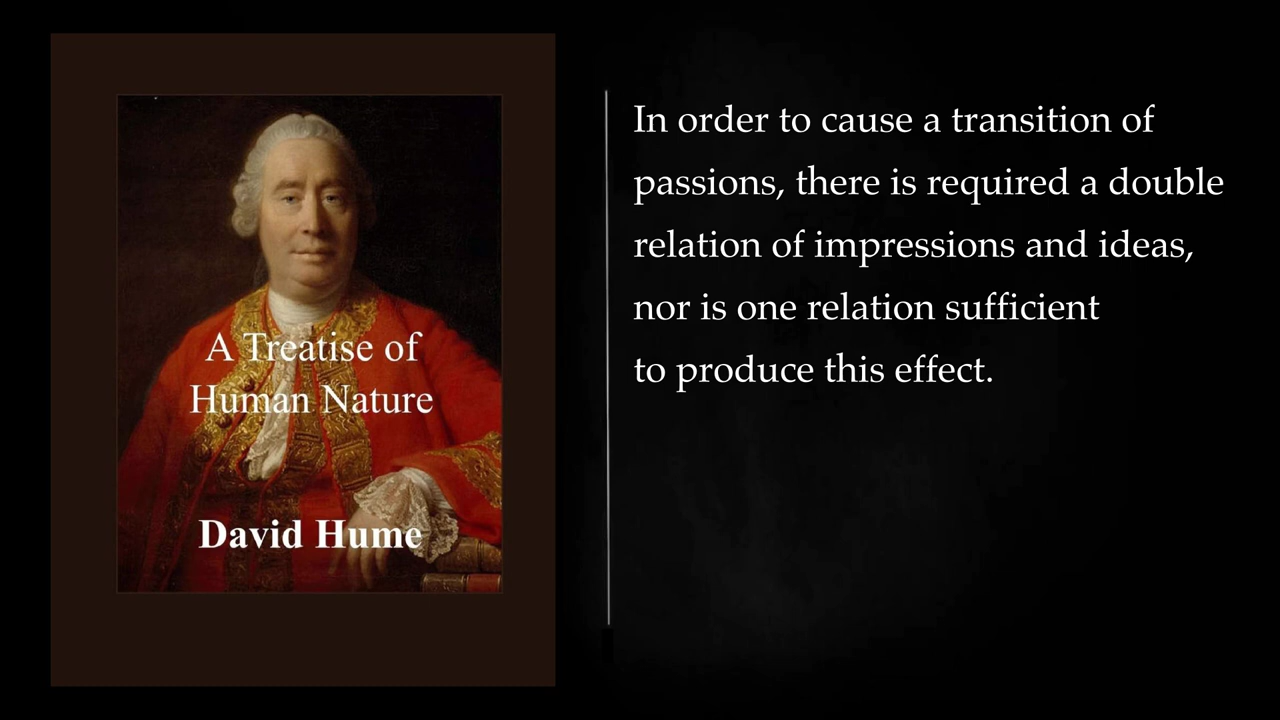 A Treatise of
Human Nature
David Hume
In order to cause a transition of
passions, there is required a double
relation of impressions and ideas,
nor is one relation sufficient
to produce this effect.